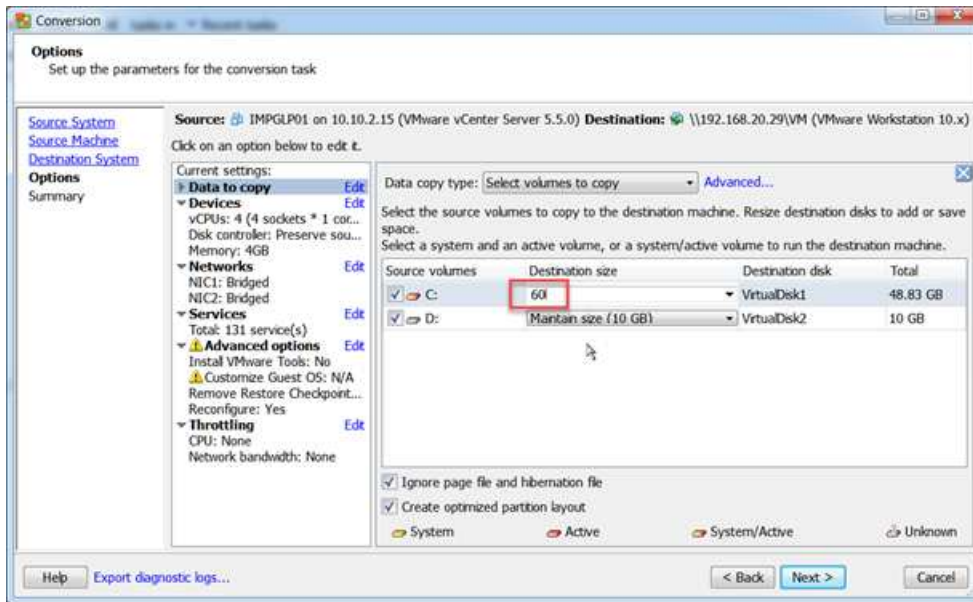 Conversion
Options
Set up the parameters for the conversion task
Source System
Source Machine
Destination System
Options
Summary
Source: IMPGLP01 on 10.10.2.15 (VMware vCenter Server 5.5.0) Destination: \\192.168.20.29\VM (VMware Workstation 10.x)
Click on an option below to edit it.
Current settings:
Data to copy Edit
Devices Edit
vCPUs: 4 (4 sockets * 1 cor...
Disk controller: Preserve sou...
Memory: 4GB
Networks Edit
NIC1: Bridged
NIC2: Bridged
Services Edit
Total: 131 service(s)
Advanced options Edit
Install VMware Tools: No
Customize Guest OS: N/A
Remove Restore Checkpoint...
Reconfigure: Yes
Throttling Edit
CPU: None
Network bandwidth: None
Data copy type: Select volumes to copy Advanced...
Select the source volumes to copy to the destination machine. Resize destination disks to add or save
space.
Select a system and an active volume, or a system/active volume to run the destination machine.
Source volumes Destination size Destination disk Total
C: 60 VirtualDisk1 48.83 GB
D: Maintain size (10 GB) VirtualDisk2 10 GB
Ignore page file and hibernation file
Create optimized partition layout
System Active System/Active Unknown
Help Export diagnostic logs... < Back Next > Cancel